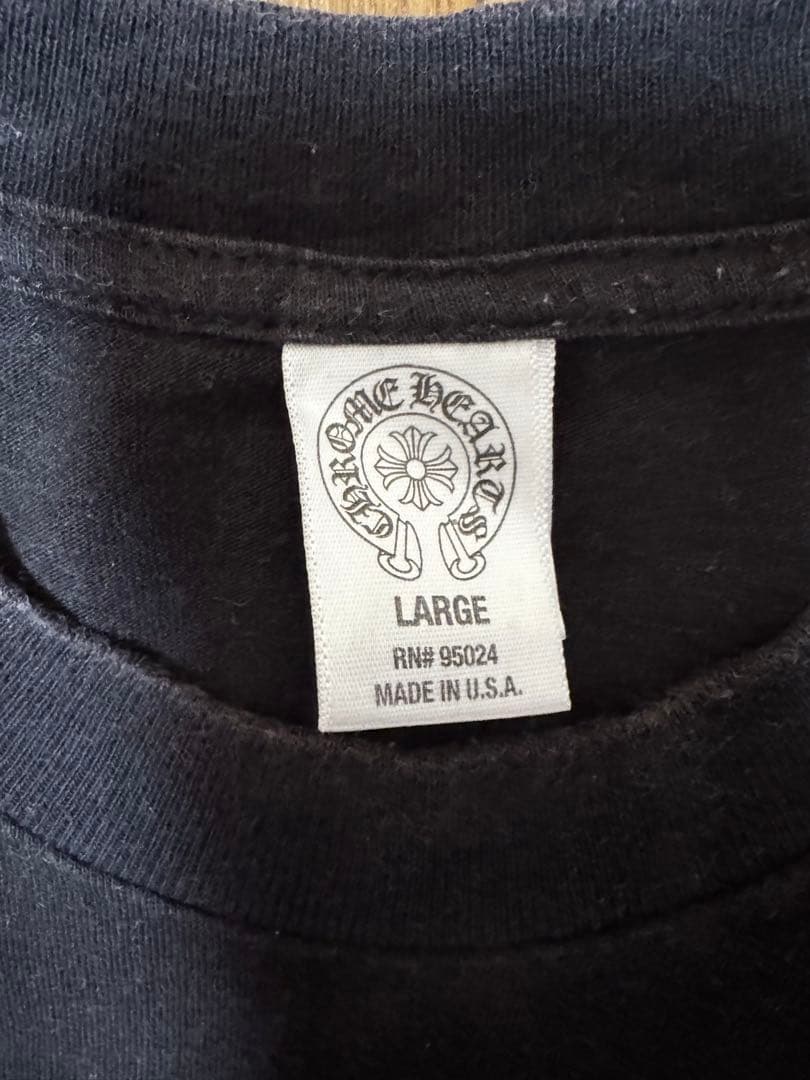 CHROME HEARTS
LARGE
RN# 95024
MADE IN U.S.A.